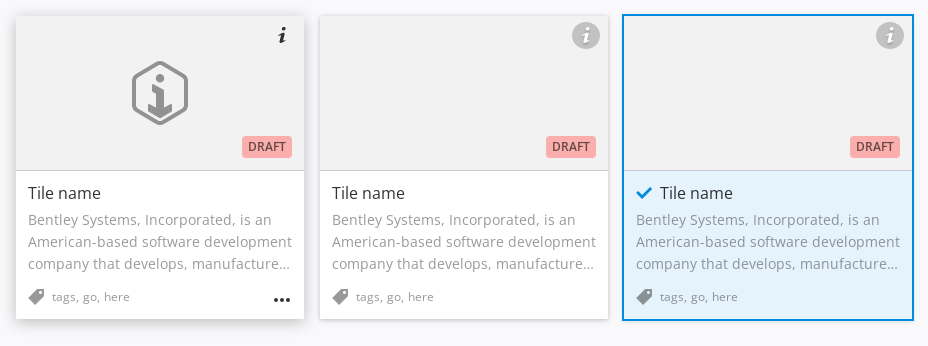 DRAFT
Tile name
Bentley Systems, Incorporated, is an
American-based software development
company that develops, manufacture...
tags, go, here
DRAFT
Tile name
Bentley Systems, Incorporated, is an
American-based software development
company that develops, manufacture...
tags, go, here
DRAFT
Tile name
Bentley Systems, Incorporated, is an
American-based software development
company that develops, manufacture...
tags, go, here